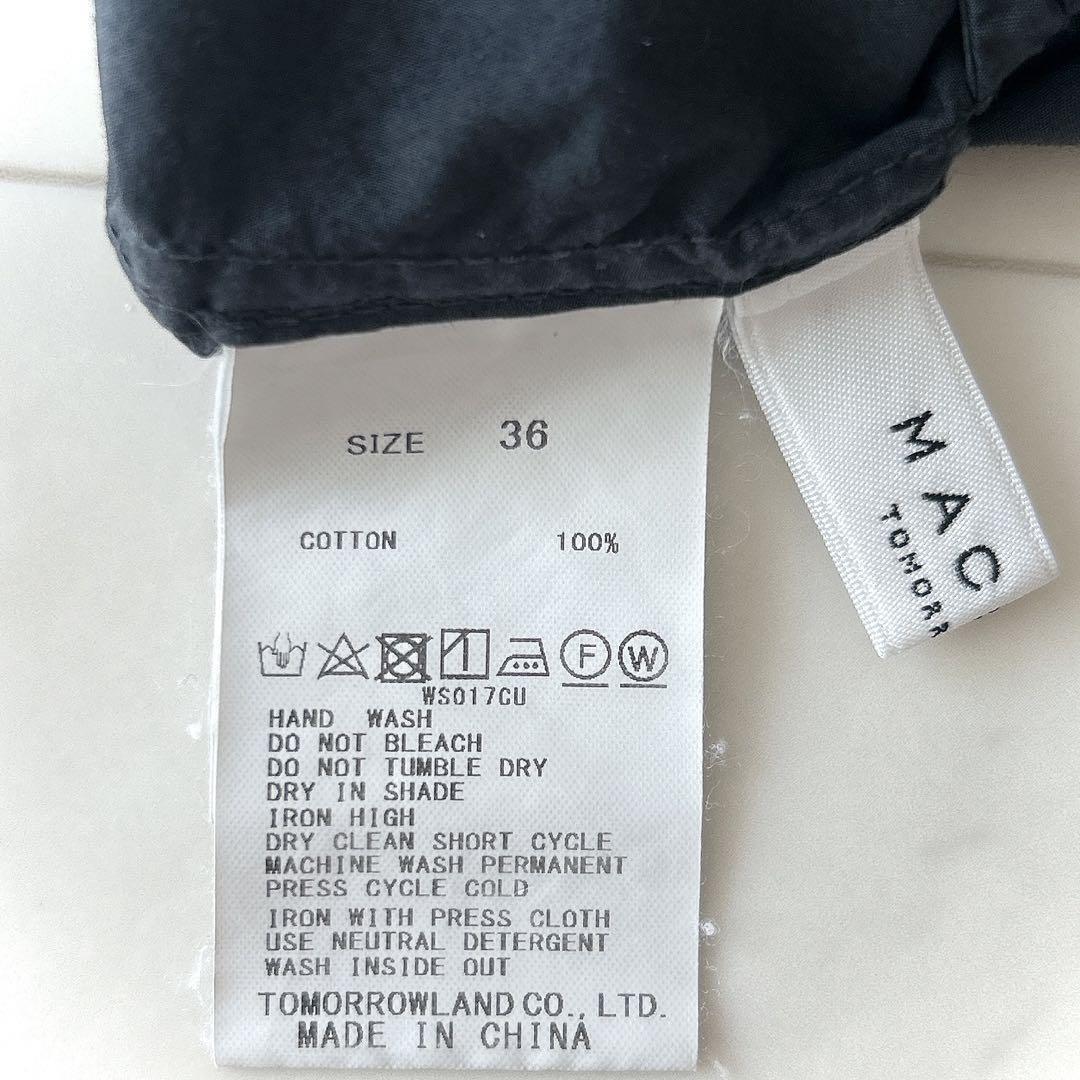 SIZE 36
COTTON 100%
F W
WS017CU
HAND WASH
DO NOT BLEACH
DO NOT TUMBLE DRY
DRY IN SHADE
IRON HIGH
DRY CLEAN SHORT CYCLE
MACHINE WASH PERMANENT
PRESS CYCLE COLD
IRON WITH PRESS CLOTH
USE NEUTRAL DETERGENT
WASH INSIDE OUT
TOMORROWLAND CO., LTD.
MADE IN CHINA
MAC
TOMORR